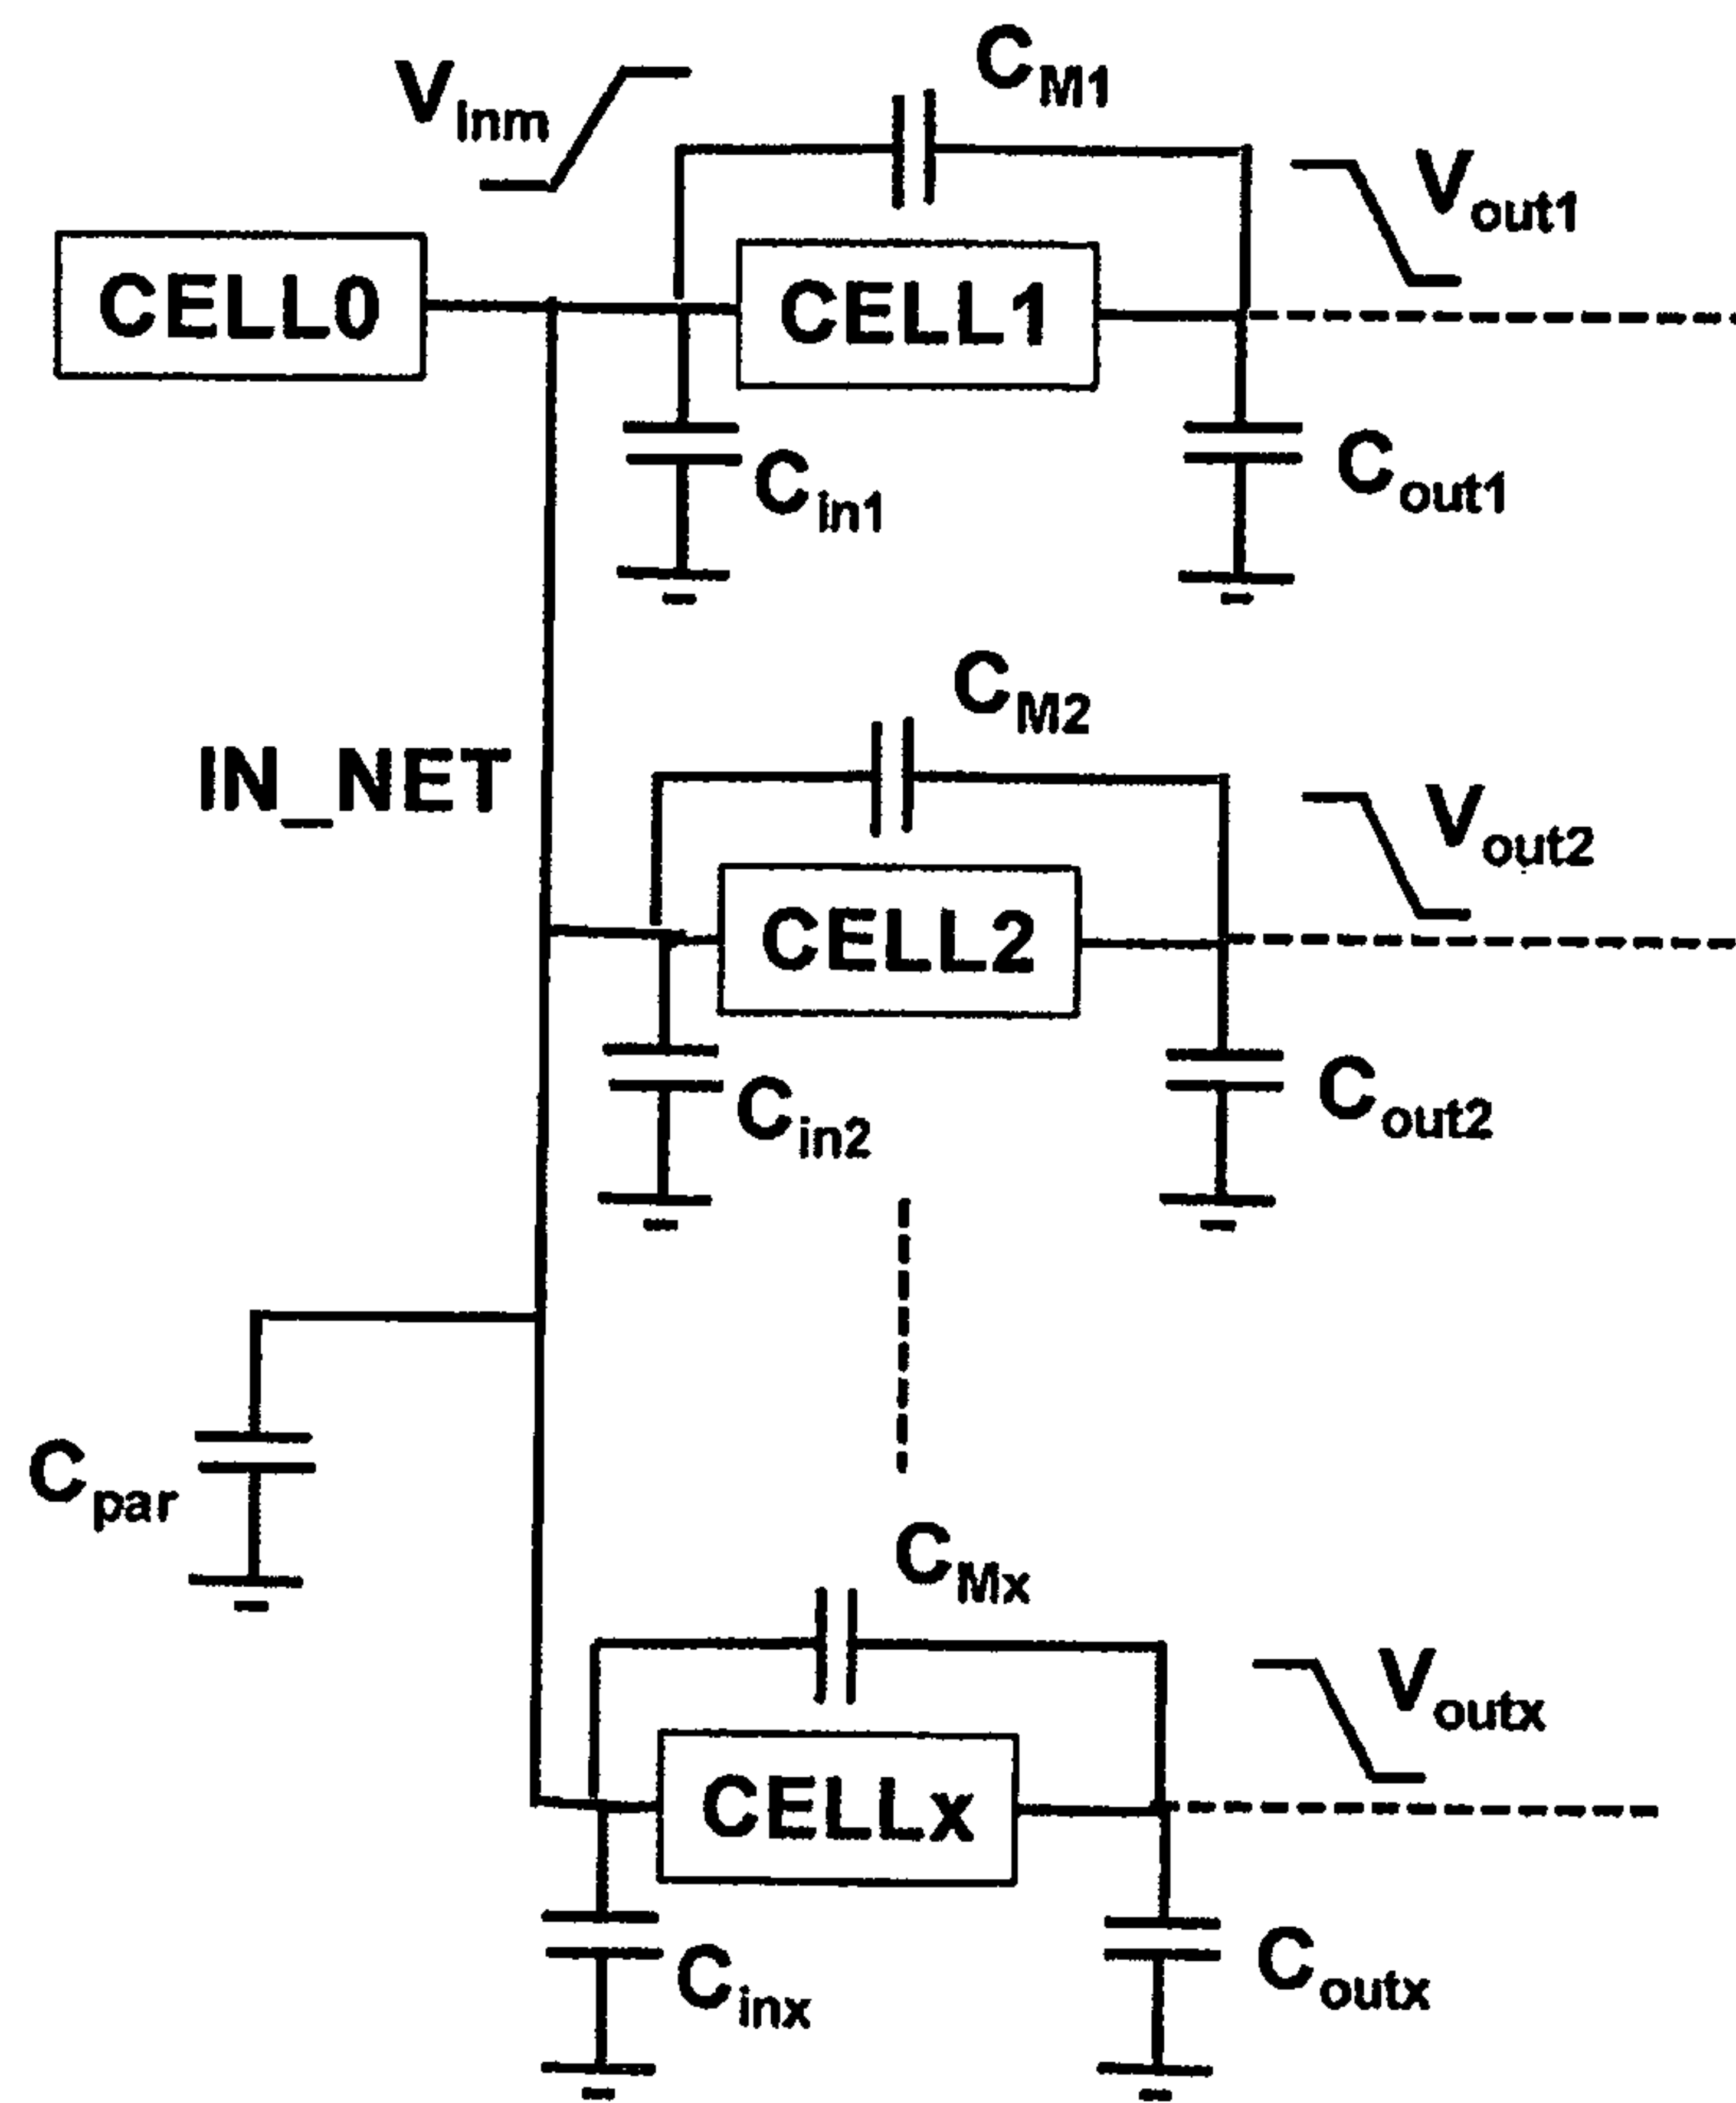 C_M1
V_Inm
V_out1
CELL0
CELL1
C_in1
C_out1
C_M2
IN_NET
V_out2
CELL2
C_in2
C_out2
C_par
C_Mx
V_outx
CELLx
C_inx
C_outx